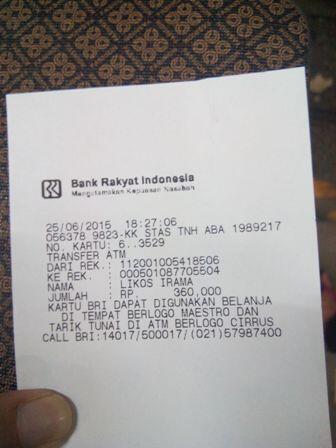 Bank Rakyat Indonesia
Mengutamakan Kepuasan Nasabah
25/06/2015 18:27:06
056378 9823-KK STAS TNH ABA 1989217
NO. KARTU: 6..3529
TRANSFER ATM
DARI REK.: 112001005418506
KE REK. : 000501087705504
NAMA : LIKOS IRAMA
JUMLAH : RP. 360,000
KARTU BRI DAPAT DIGUNAKAN BELANJA
DI TEMPAT BERLOGO MAESTRO DAN
TARIK TUNAI DI ATM BERLOGO CIRRUS
CALL BRI:14017/500017/(021)57987400